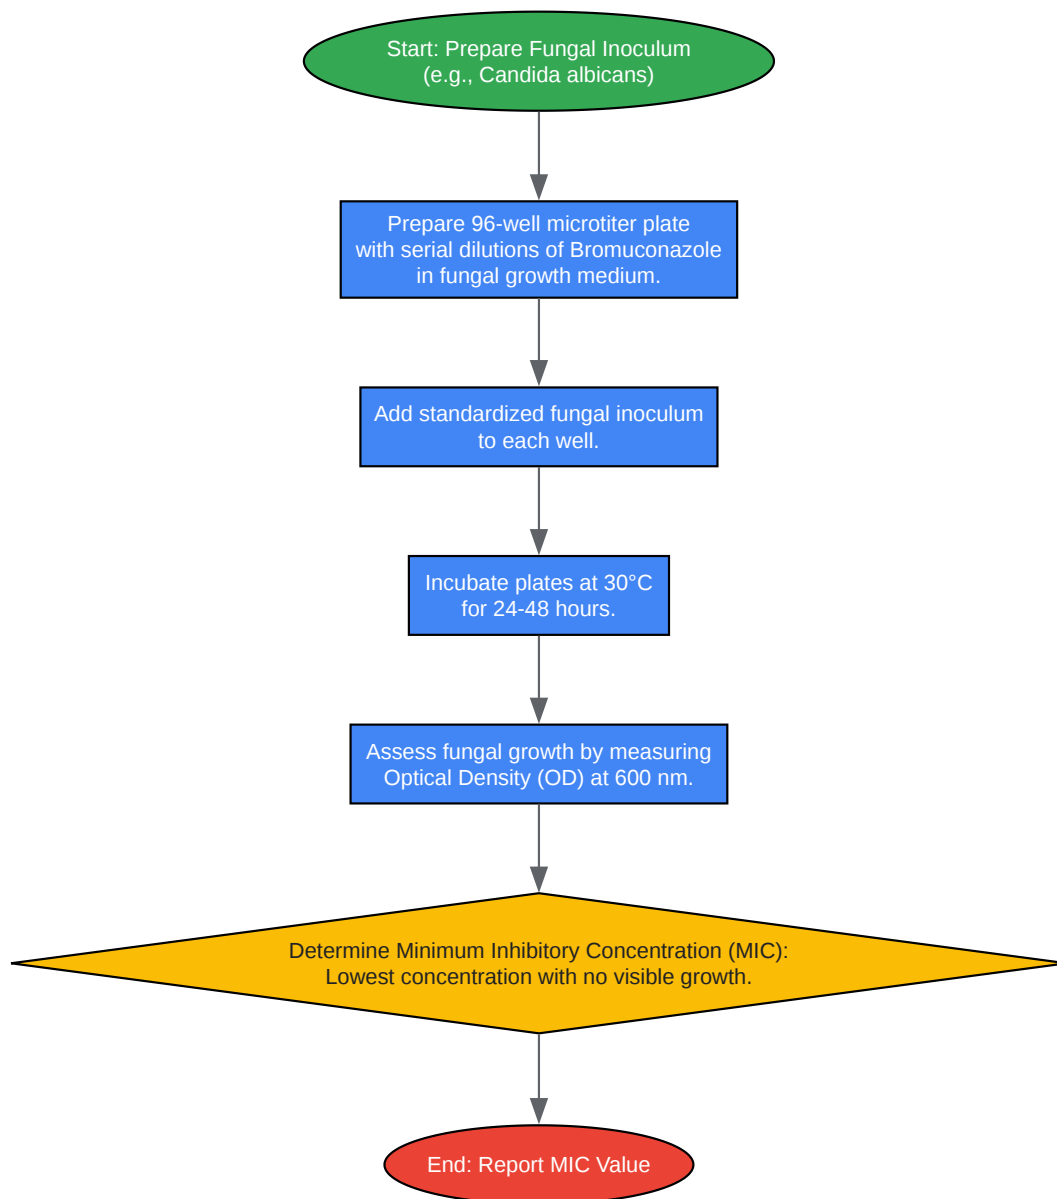 Start: Prepare Fungal Inoculum
(e.g., Candida albicans)
Prepare 96-well microtiter plate
with serial dilutions of Bromuconazole
in fungal growth medium.
Add standardized fungal inoculum
to each well.
Incubate plates at 30°C
for 24-48 hours.
Assess fungal growth by measuring
Optical Density (OD) at 600 nm.
Determine Minimum Inhibitory Concentration (MIC):
Lowest concentration with no visible growth.
End: Report MIC Value